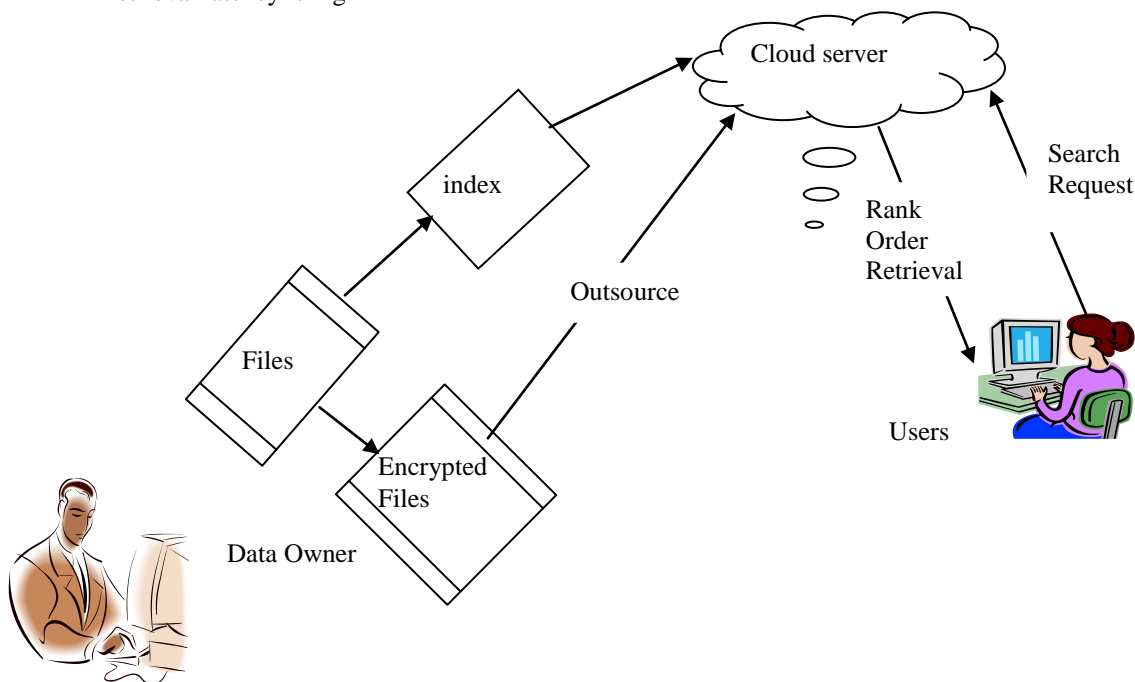 Cloud server
index
Search
Request
Rank
Order
Retrieval
Outsource
Files
Users
Encrypted
Files
Data Owner